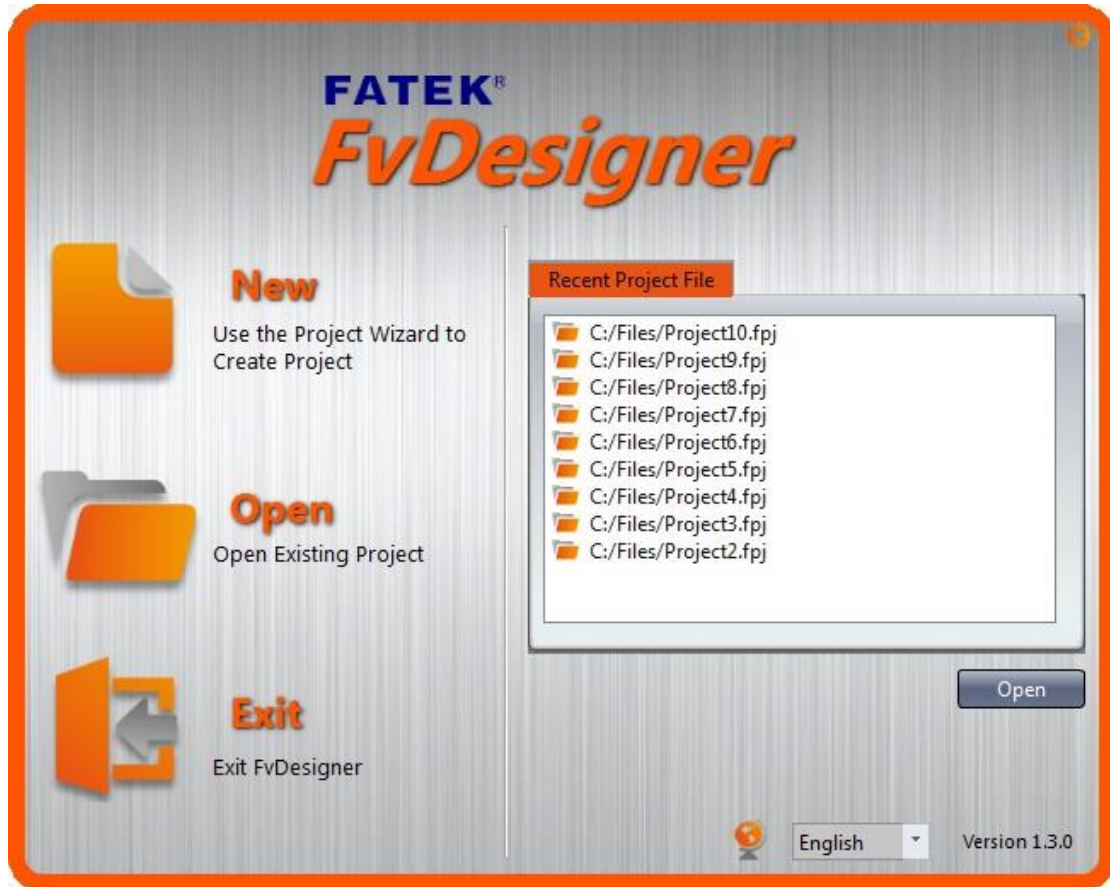 FATEK®
FvDesigner
New
Use the Project Wizard to
Create Project
Open
Open Existing Project
Exit
Exit FvDesigner
Recent Project File
C:/Files/Project10.fpj
C:/Files/Project9.fpj
C:/Files/Project8.fpj
C:/Files/Project7.fpj
C:/Files/Project6.fpj
C:/Files/Project5.fpj
C:/Files/Project4.fpj
C:/Files/Project3.fpj
C:/Files/Project2.fpj
Open
English
Version 1.3.0